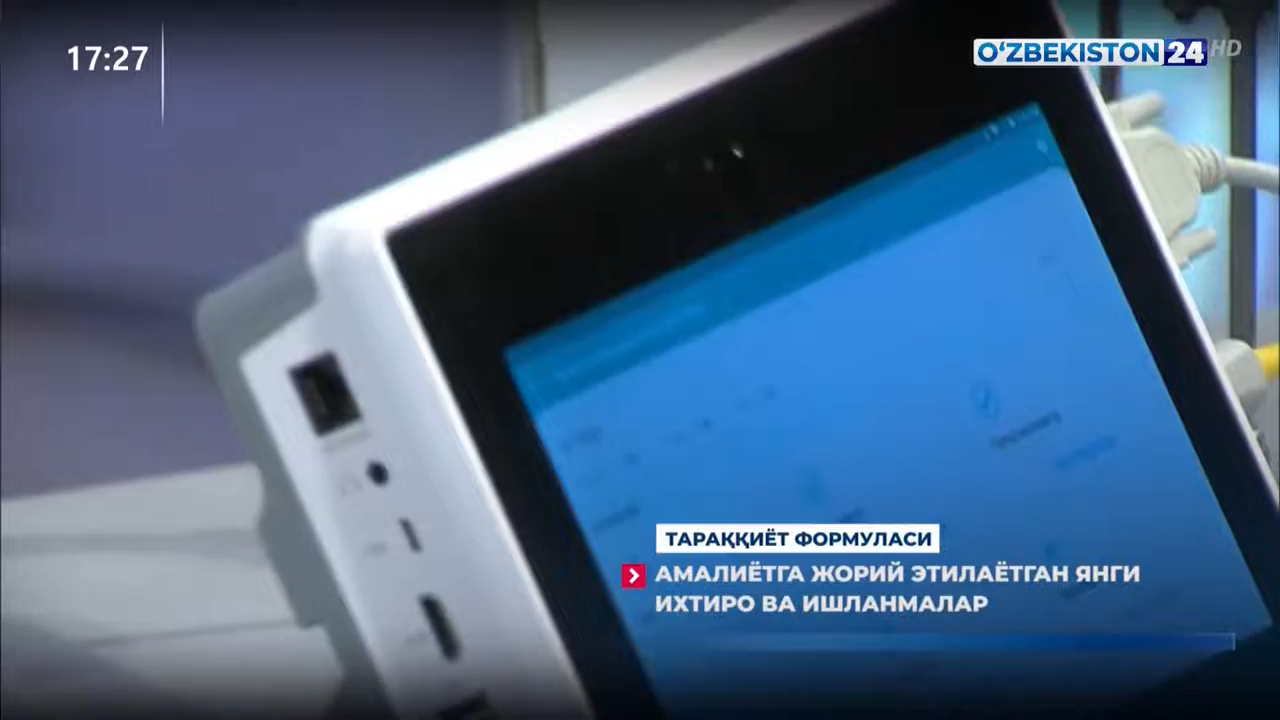 17:27
O‘ZBEKISTON 24 HD
ТАРАҚҚИЁТ ФОРМУЛАСИ
АМАЛИЁТГА ЖОРИЙ ЭТИЛАЁТГАН ЯНГИ
ИХТИРО ВА ИШЛАНМАЛАР